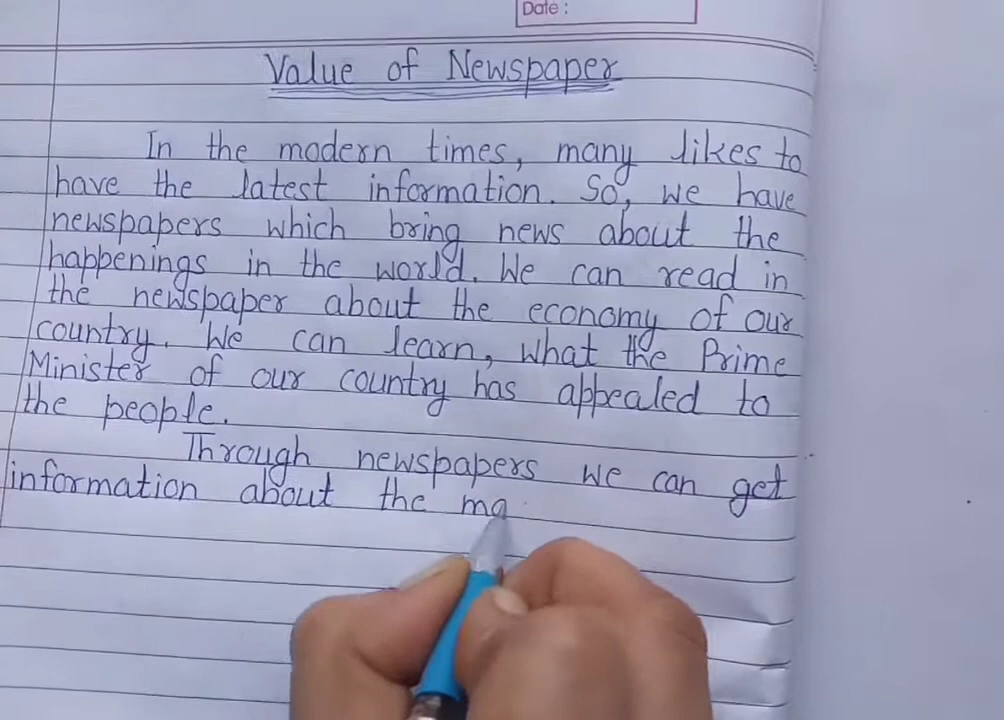 Date :
Value of Newspaper
In the modern times, many likes to
have the latest information. So, we have
newspapers which bring news about the
happenings in the world. We can read in
the newspaper about the economy of our
country. We can learn, what the Prime
Minister of our country has appealed to
the people.
Through newspapers we can get
information about the ma